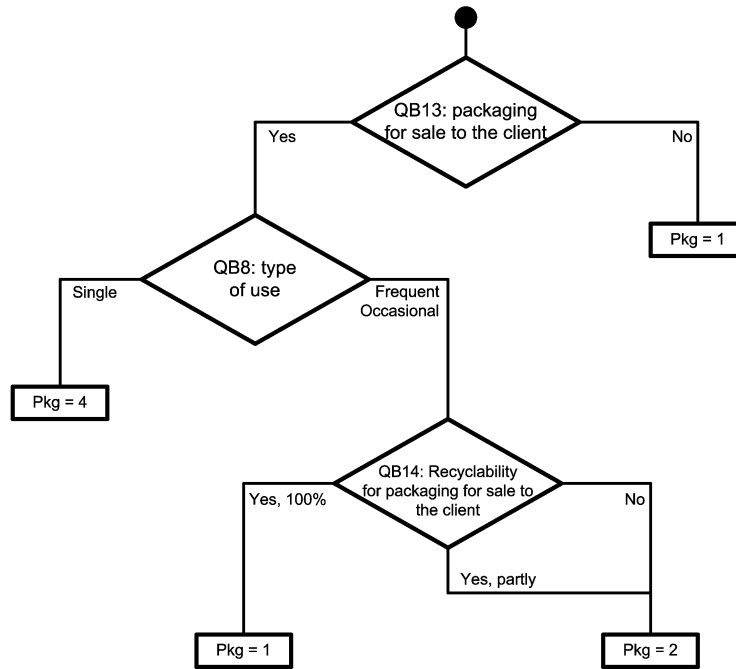 QB13: packaging
for sale to the client
Yes
No
Pkg = 1
QB8: type
of use
Single
Frequent
Occasional
Pkg = 4
QB14: Recyclability
for packaging for sale to
the client
Yes, 100%
No
Yes, partly
Pkg = 1
Pkg = 2